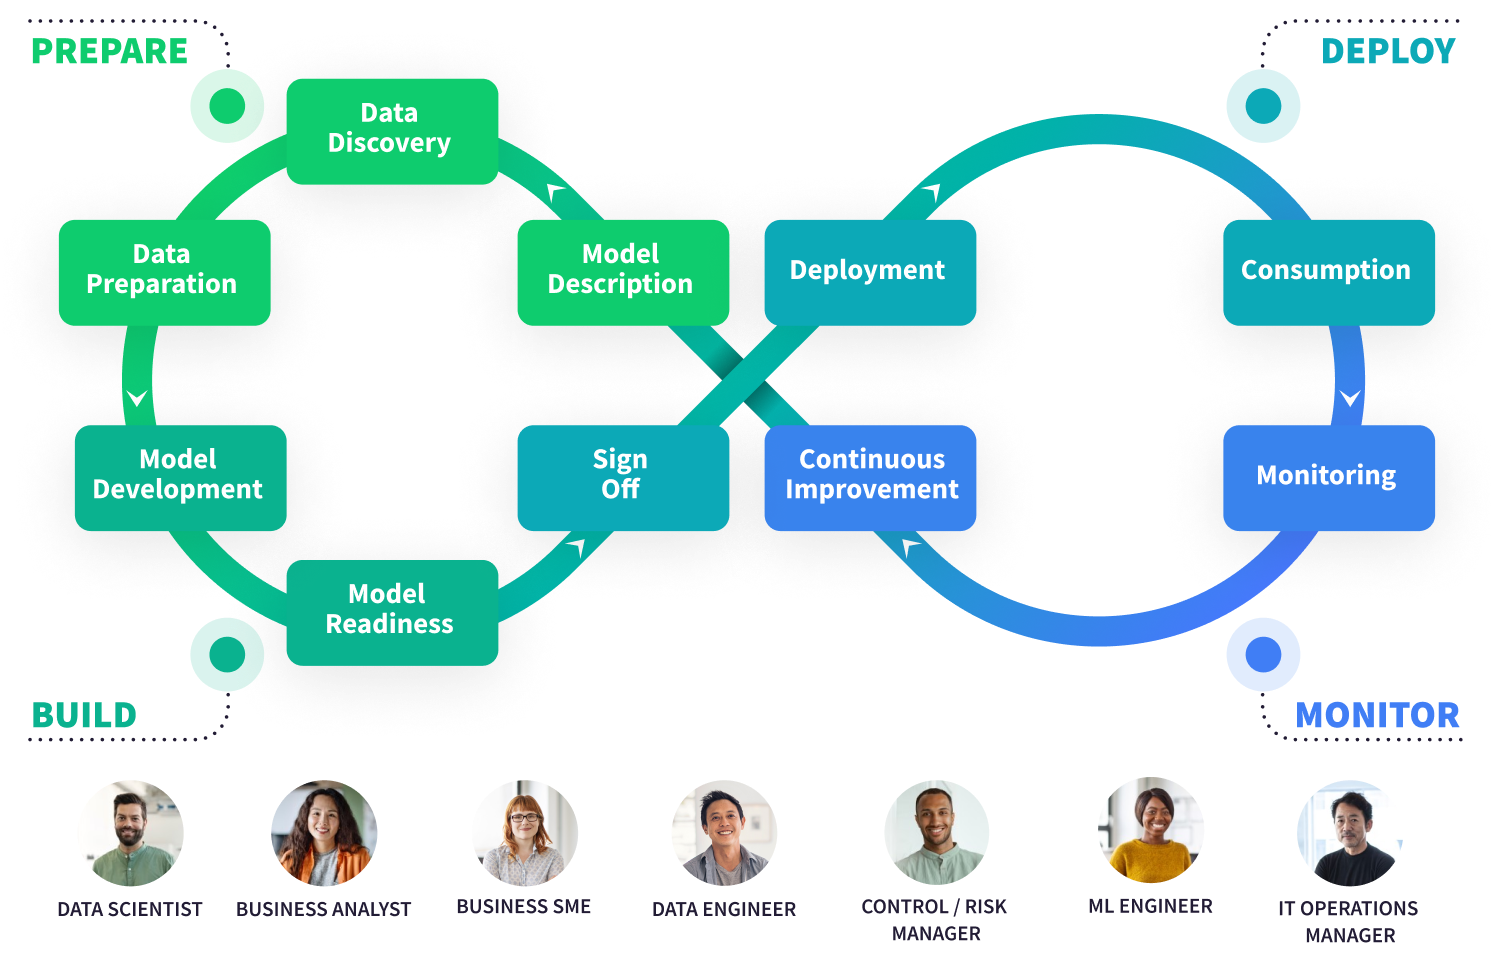 PREPARE
DEPLOY
Data
Discovery
Data
Preparation
Model
Description
Deployment
Consumption
Model
Development
Sign
Off
Continuous
Improvement
Monitoring
Model
Readiness
BUILD
MONITOR
DATA SCIENTIST
BUSINESS ANALYST
BUSINESS SME
DATA ENGINEER
CONTROL / RISK
MANAGER
ML ENGINEER
IT OPERATIONS
MANAGER